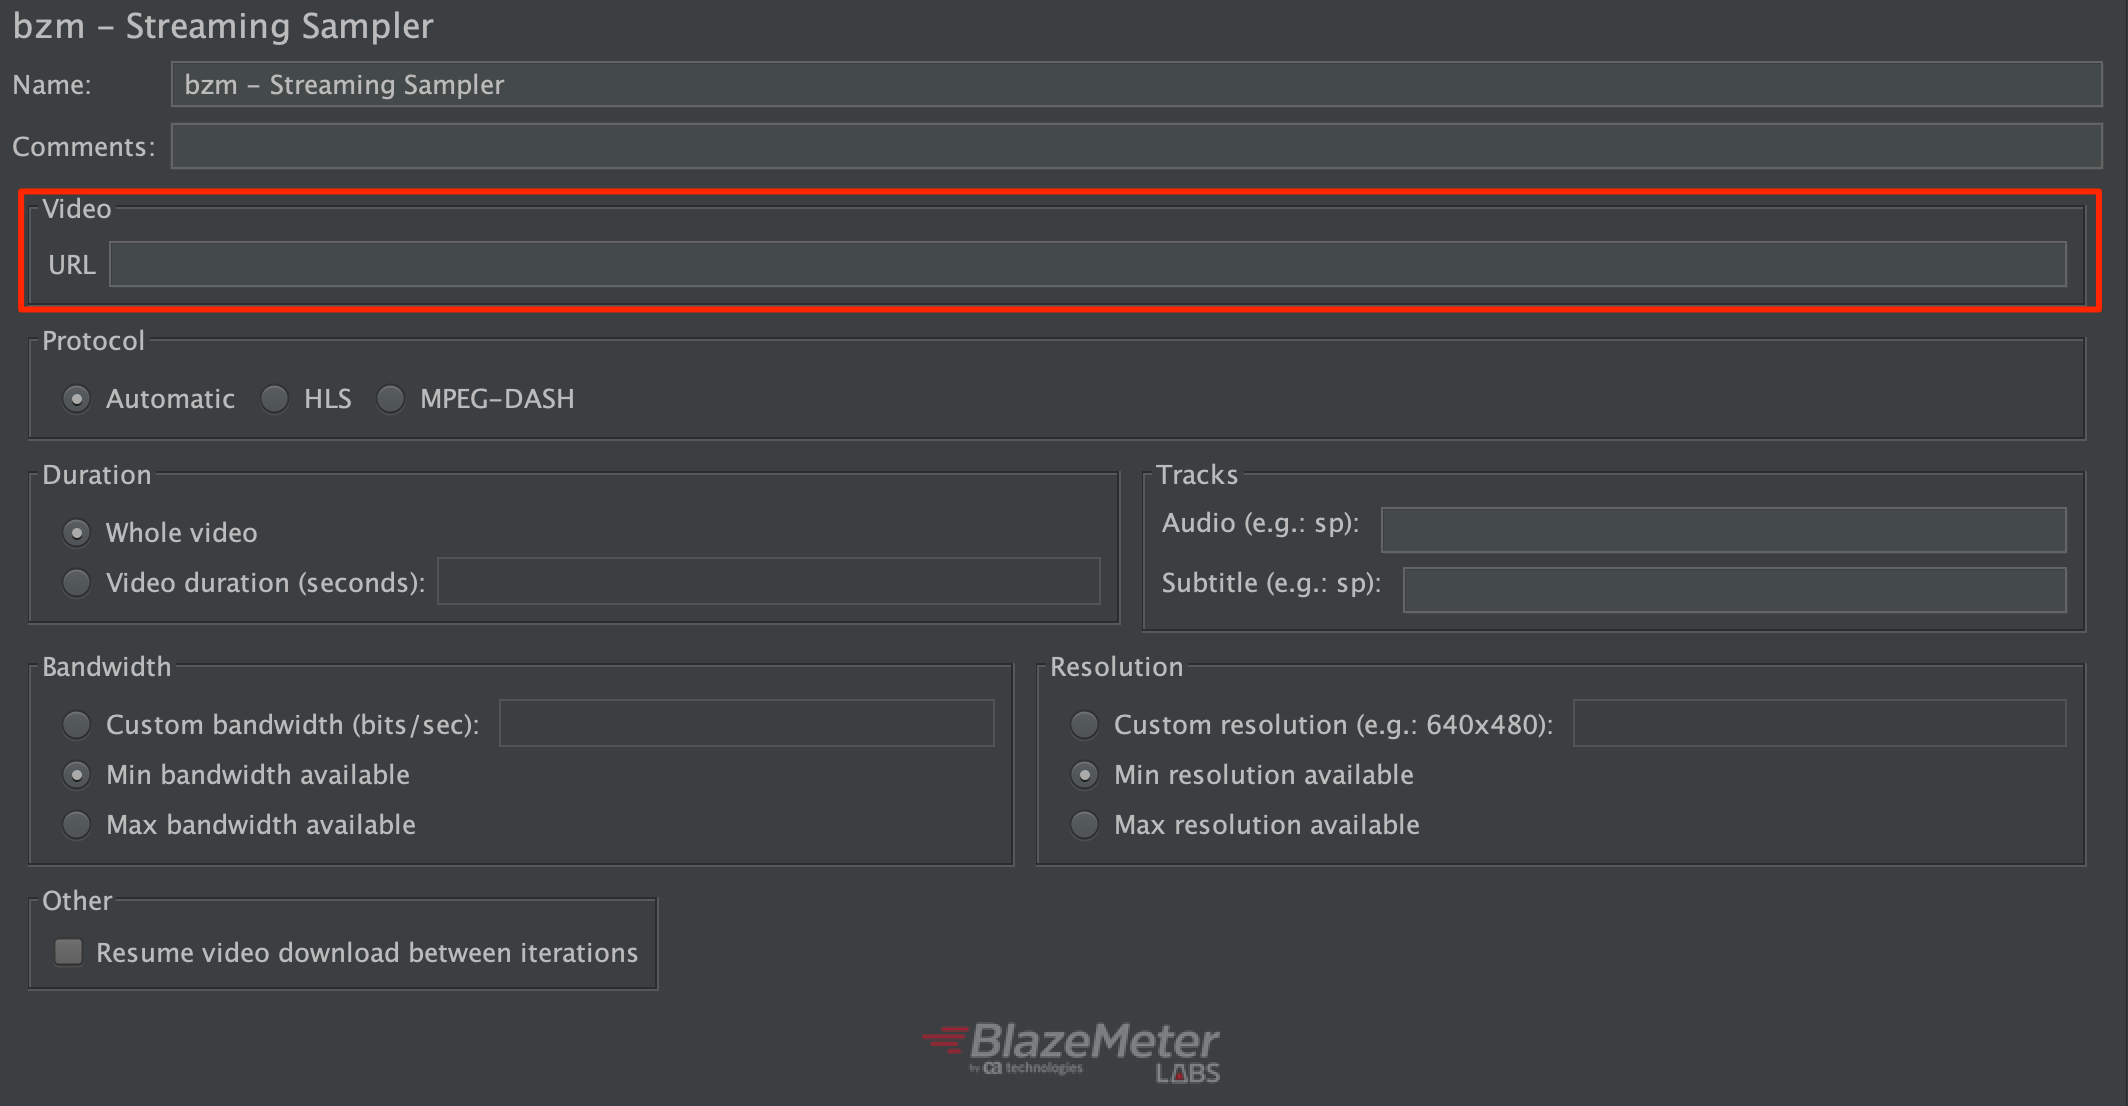 bzm – Streaming Sampler
Name: bzm – Streaming Sampler
Comments:
Video
URL
Protocol
Automatic HLS MPEG–DASH
Duration
Whole video
Video duration (seconds):
Tracks
Audio (e.g.: sp):
Subtitle (e.g.: sp):
Bandwidth
Custom bandwidth (bits/sec):
Min bandwidth available
Max bandwidth available
Resolution
Custom resolution (e.g.: 640x480):
Min resolution available
Max resolution available
Other
Resume video download between iterations
BlazeMeter
by ca technologies
LABS